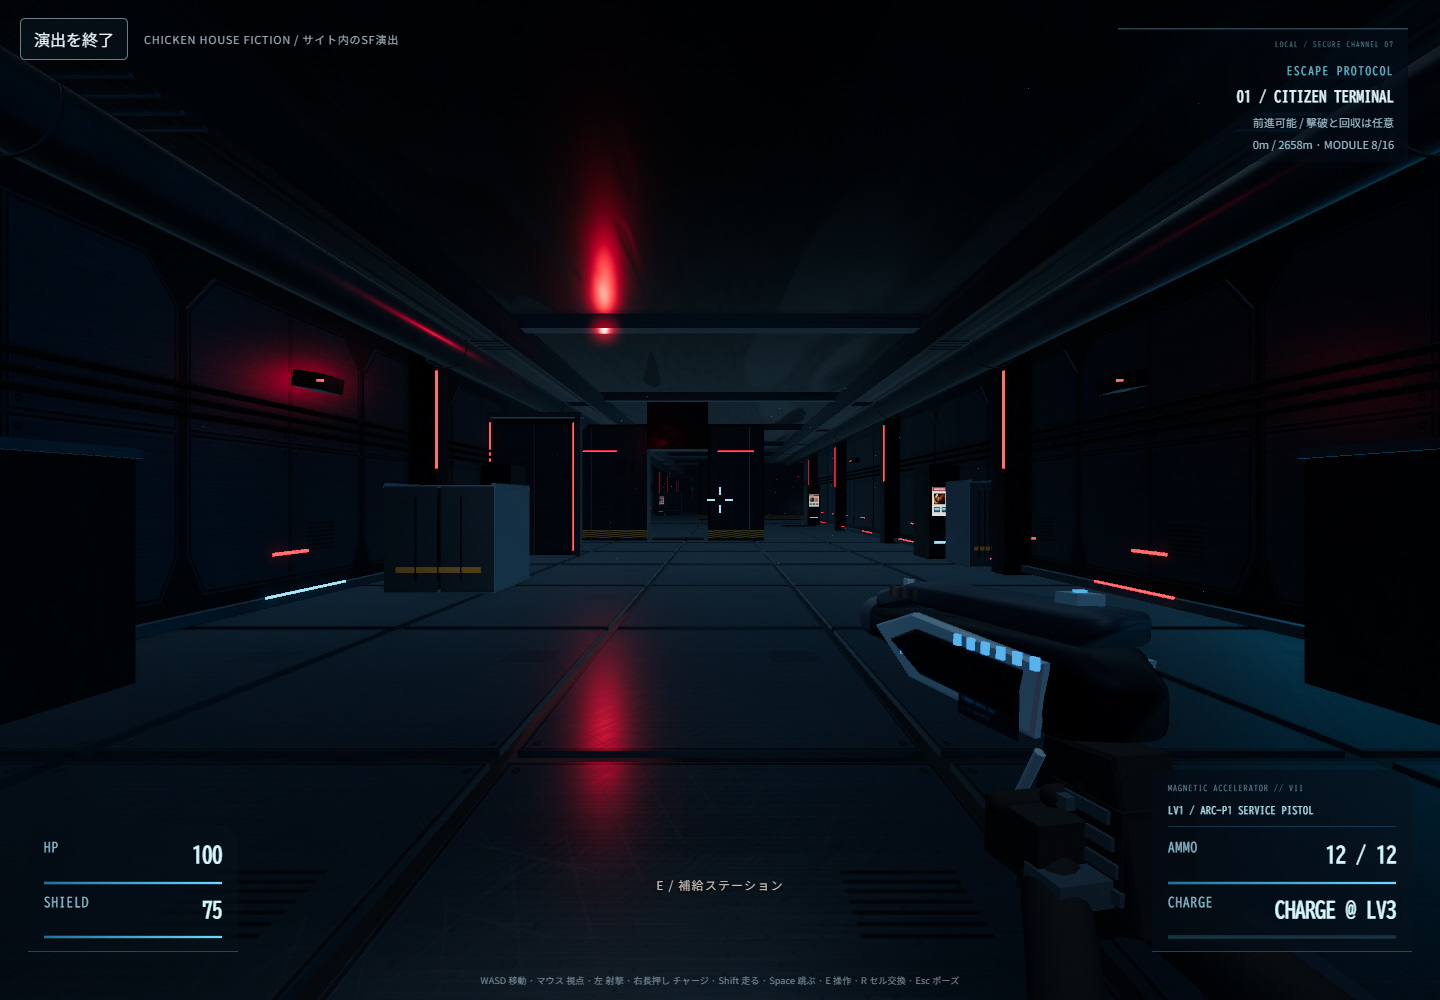 演出を終了
CHICKEN HOUSE FICTION / サイト内のSF演出
LOCAL / SECURE CHANNEL 07
ESCAPE PROTOCOL
01 / CITIZEN TERMINAL
前進可能 / 撃破と回収は任意
0m / 2658m · MODULE 8/16
HP
100
SHIELD
75
E / 補給ステーション
MAGNETIC ACCELERATOR // VII
LV1 / ARC-P1 SERVICE PISTOL
AMMO
12 / 12
CHARGE
CHARGE @ LV3
WASD 移動 · マウス 視点 · 左 射撃 · 右長押し チャージ · Shift 走る · Space 跳ぶ · E 操作 · R セル交換 · Esc ポーズ